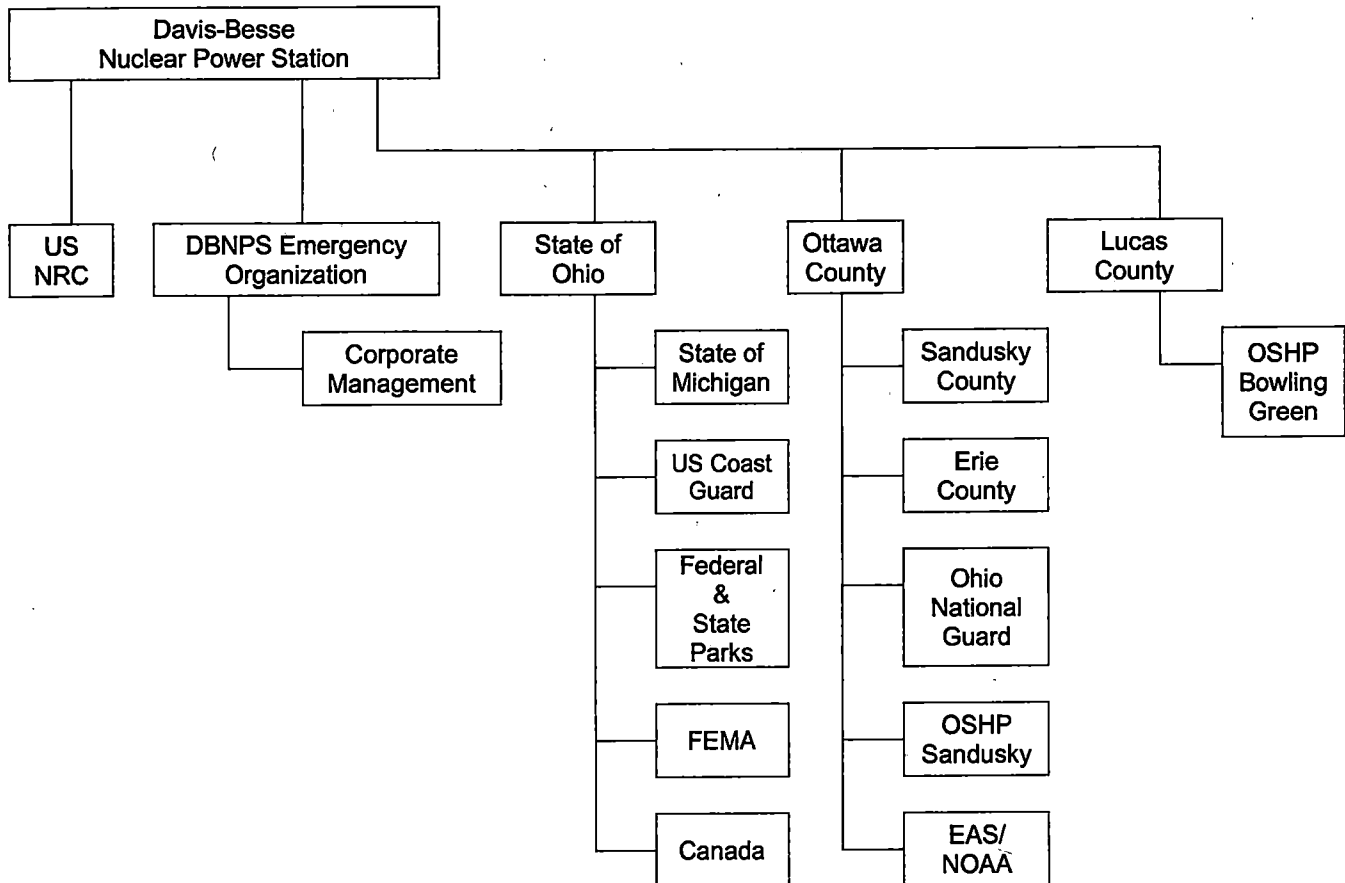 Davis-Besse
Nuclear Power Station
US
NRC
DBNPS Emergency
Organization
Corporate
Management
State of
Ohio
State of
Michigan
US Coast
Guard
Federal
&
State
Parks
FEMA
Canada
Ottawa
County
Sandusky
County
Erie
County
Ohio
National
Guard
OSHP
Sandusky
EAS/
NOAA
Lucas
County
OSHP
Bowling
Green